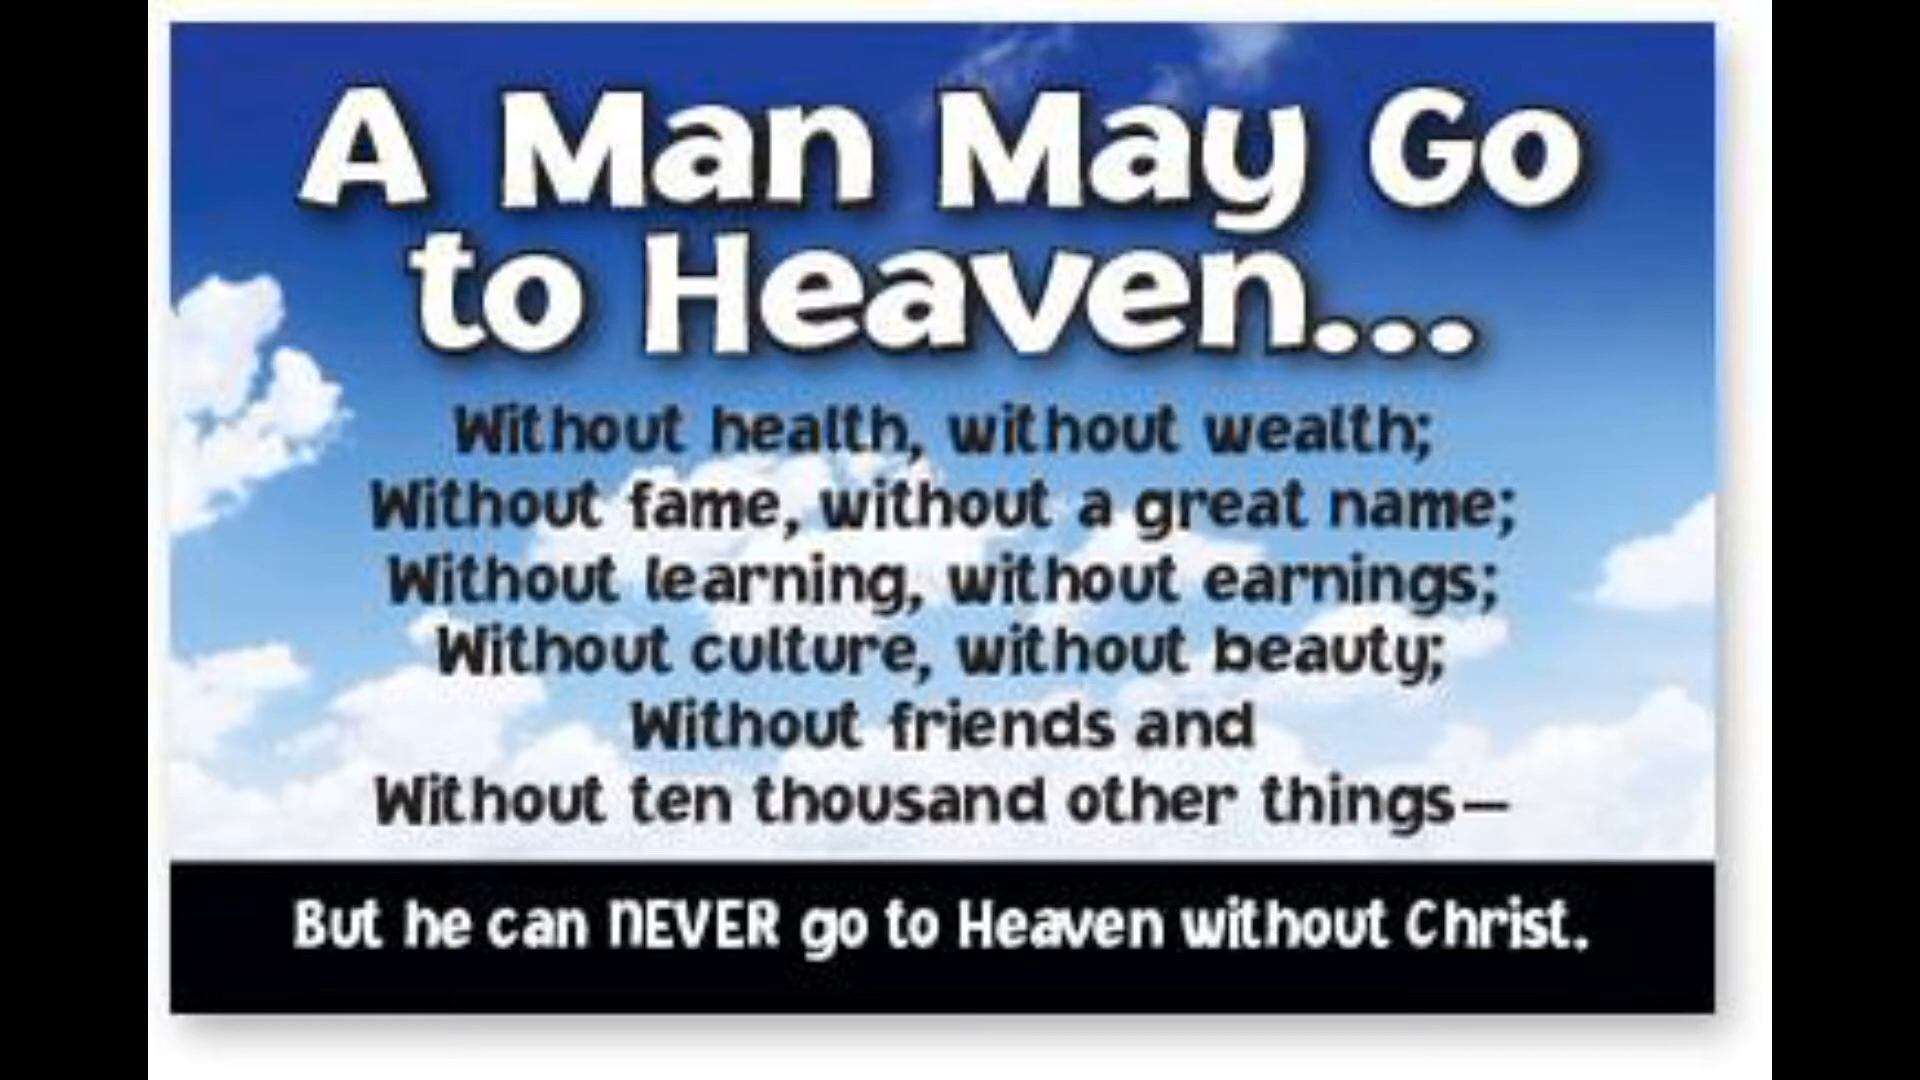 A Man May Go
to Heaven...
Without health, without wealth;
Without fame, without a great name;
Without learning, without earnings;
Without culture, without beauty;
Without friends and
Without ten thousand other things—
But he can NEVER go to Heaven without Christ.